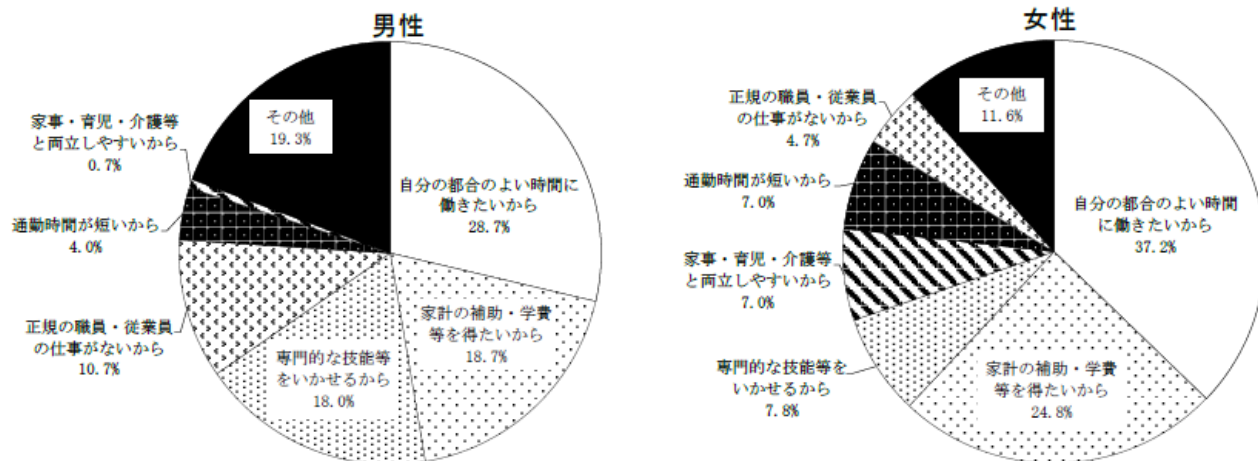 男性
自分の都合のよい時間に
働きたいから
28.7%
家計の補助・学費
等を得たいから
18.7%
専門的な技能等
をいかせるから
18.0%
正規の職員・従業員
の仕事がないから
10.7%
通勤時間が短いから
4.0%
家事・育児・介護等
と両立しやすいから
0.7%
その他
19.3%
女性
自分の都合のよい時間
に働きたいから
37.2%
家計の補助・学費
等を得たいから
24.8%
専門的な技能等を
いかせるから
7.8%
家事・育児・介護等
と両立しやすいから
7.0%
通勤時間が短いから
7.0%
正規の職員・従業員
の仕事がないから
4.7%
その他
11.6%